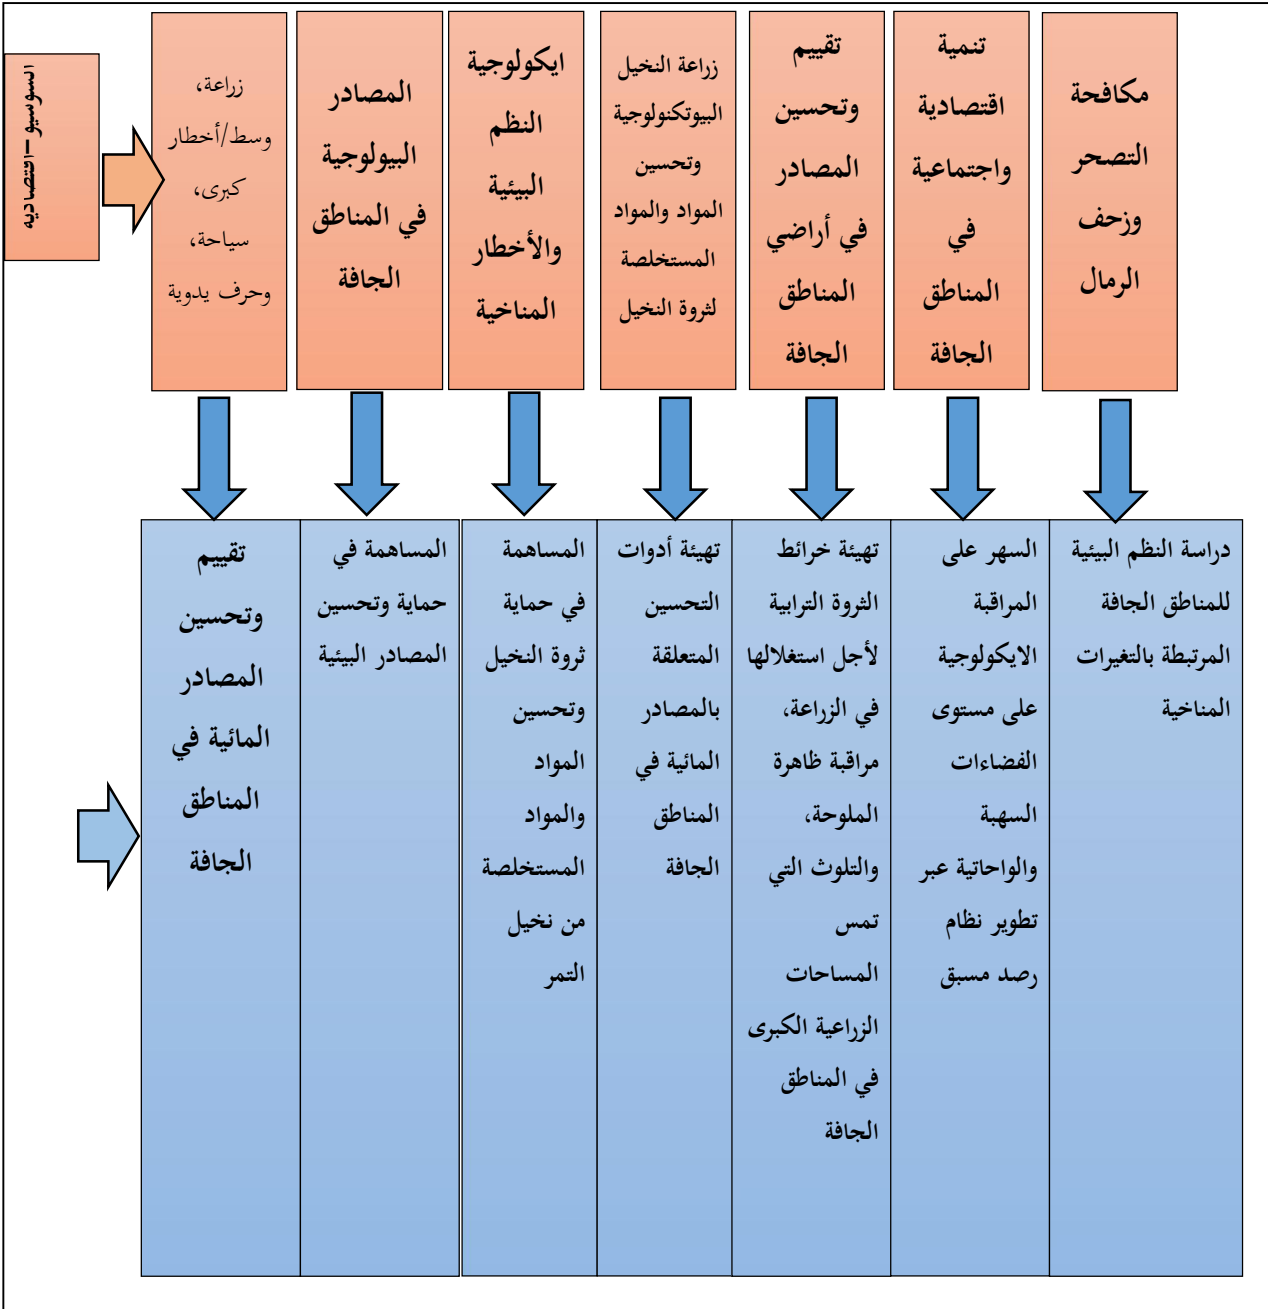 مكافحة
التصحر
وزحف
الرمال
تنمية
اقتصادية
واجتماعية
في
المناطق
الجافة
تقييم
وتحسين
المصادر
في أراضي
المناطق
الجافة
زراعة النخيل
البيوتكنولوجية
وتحسين
المواد والمواد
المستخلصة
لثروة النخيل
ايكولوجية
النظم
البيئية
والأخطار
المناخية
المصادر
البيولوجية
في المناطق
الجافة
زراعة،
وسط/أخطار
كبرى،
سياحة،
وحرف يدوية
السوسيو –اقتصادية
دراسة النظم البيئية
للمناطق الجافة
المرتبطة بالتغيرات
المناخية
السهر على
المراقبة
الايكولوجية
على مستوى
الفضاءات
السهبة
والواحاتية عبر
تطوير نظام
رصد مسبق
تهيئة خرائط
الثروة الترابية
لأجل استغلالها
في الزراعة،
مراقبة ظاهرة
الملوحة،
والتلوث التي
تمس
المساحات
الزراعية الكبرى
في المناطق
الجافة
تهيئة أدوات
التحسين
المتعلقة
بالمصادر
المائية في
المناطق
الجافة
المساهمة
في حماية
ثروة النخيل
وتحسين
المواد
والمواد
المستخلصة
من نخيل
التمر
المساهمة في
حماية وتحسين
المصادر البيئية
تقييم
وتحسين
المصادر
المائية في
المناطق
الجافة